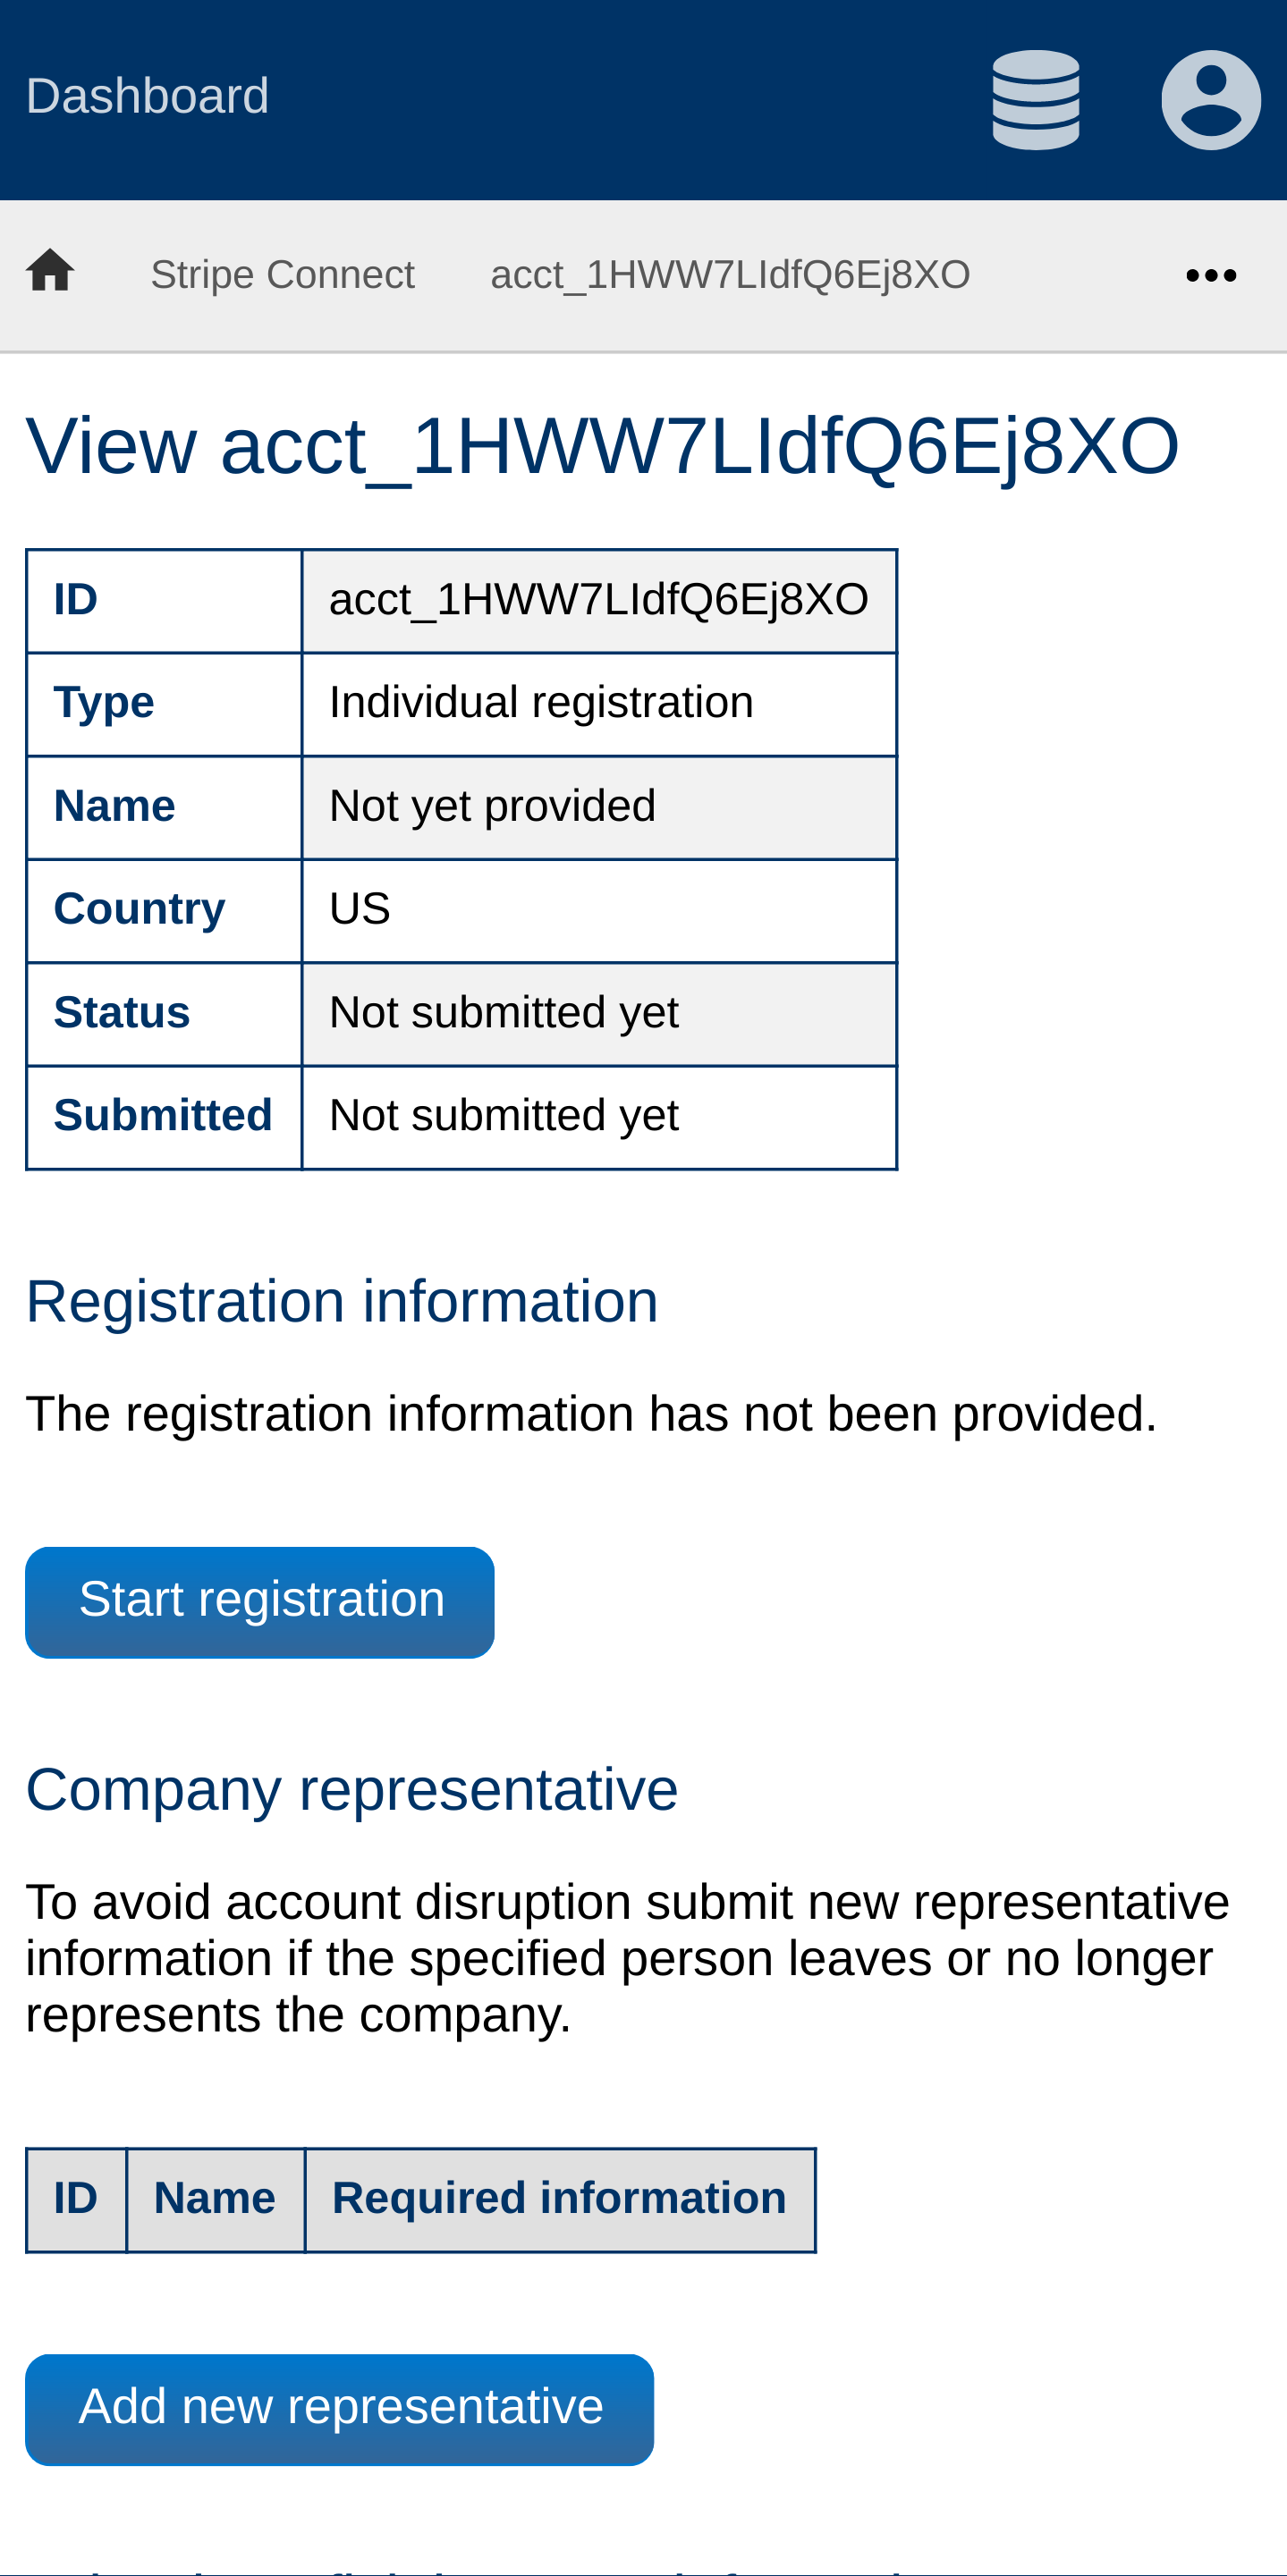 Dashboard
Stripe Connect acct_1HWW7LIdfQ6Ej8XO
View acct_1HWW7LIdfQ6Ej8XO
ID acct_1HWW7LIdfQ6Ej8XO
Type Individual registration
Name Not yet provided
Country US
Status Not submitted yet
Submitted Not submitted yet
Registration information
The registration information has not been provided.
Start registration
Company representative
To avoid account disruption submit new representative
information if the specified person leaves or no longer
represents the company.
ID Name Required information
Add new representative